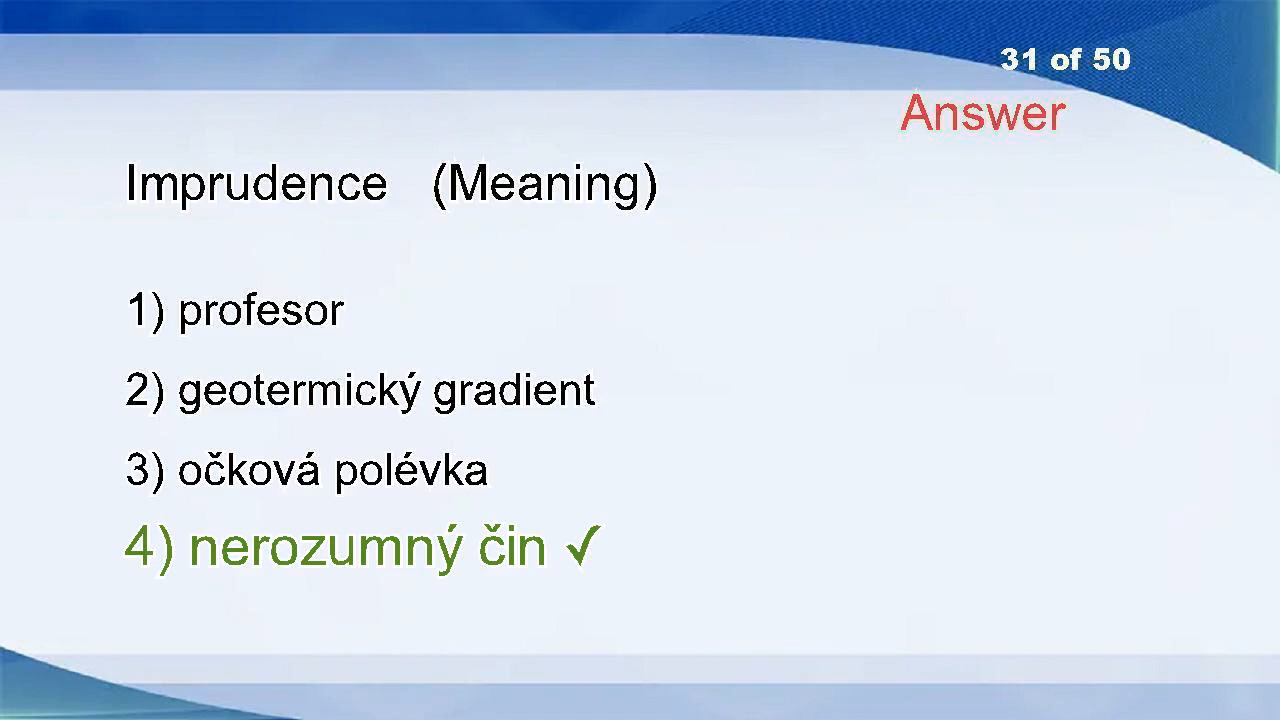 31 of 50
Answer
Imprudence (Meaning)
1) profesor
2) geotermický gradient
3) očková polévka
4) nerozumný čin ✓